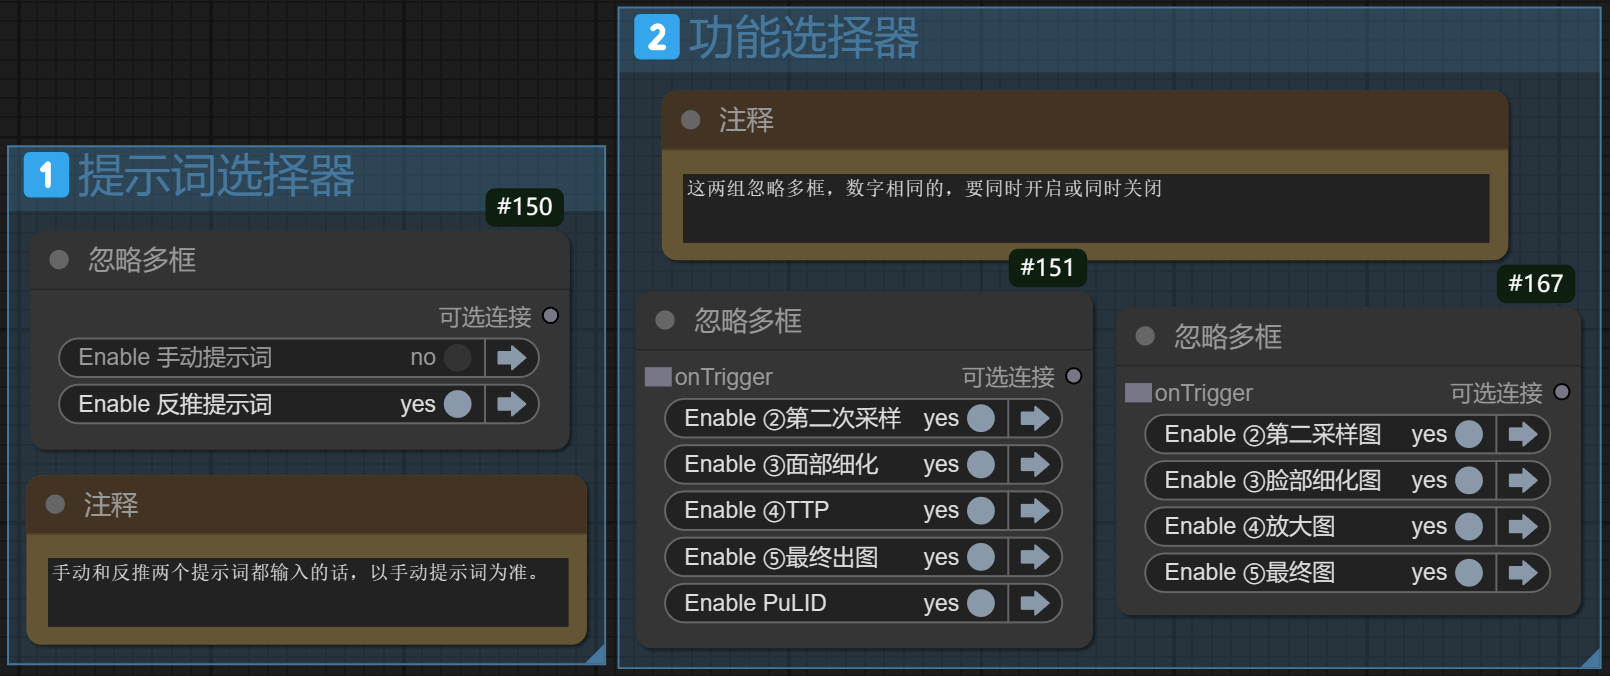 1 提示词选择器
#150
忽略多框
可选连接
Enable 手动提示词 no
Enable 反推提示词 yes
注释
手动和反推两个提示词都输入的话，以手动提示词为准。
2 功能选择器
注释
这两组忽略多框，数字相同的，要同时开启或同时关闭
#151
忽略多框
onTrigger 可选连接
Enable ②第二次采样 yes
Enable ③面部细化 yes
Enable ④TTP yes
Enable ⑤最终出图 yes
Enable PuLID yes
#167
忽略多框
onTrigger 可选连接
Enable ②第二采样图 yes
Enable ③脸部细化图 yes
Enable ④放大图 yes
Enable ⑤最终图 yes